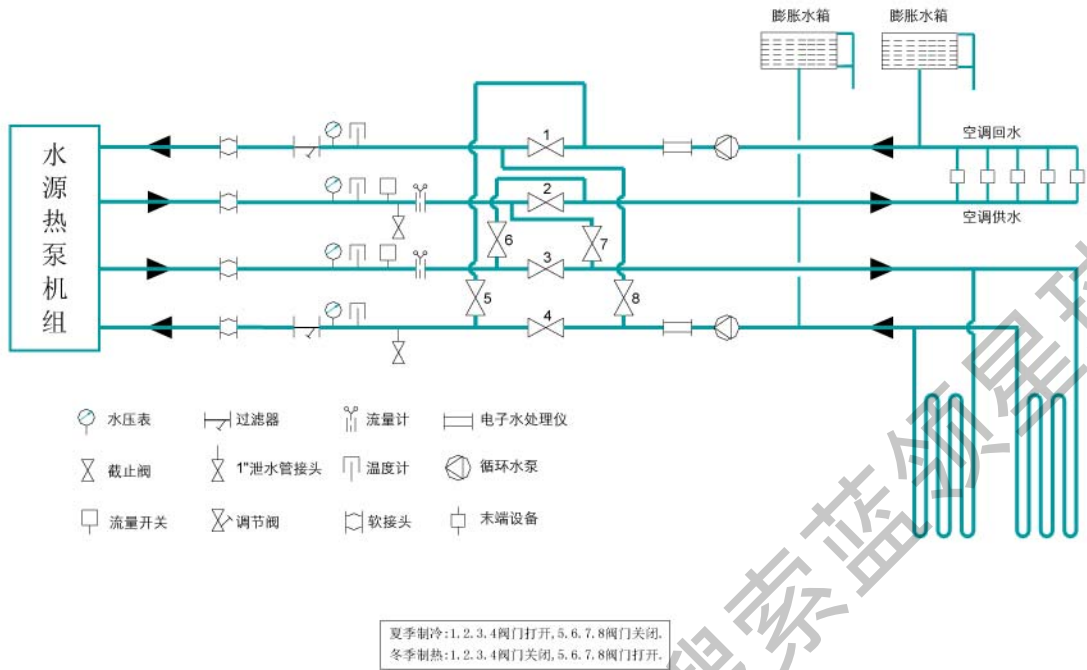 膨胀水箱 膨胀水箱
水源热泵机组
空调回水
空调供水
1
2
6
7
3
5
8
4
水压表 过滤器 流量计 电子水处理仪
截止阀 1"泄水管接头 温度计 循环水泵
流量开关 调节阀 软接头 末端设备
夏季制冷:1.2.3.4阀门打开,5.6.7.8阀门关闭.
冬季制热:1.2.3.4阀门关闭,5.6.7.8阀门打开.
搜索蓝领星球